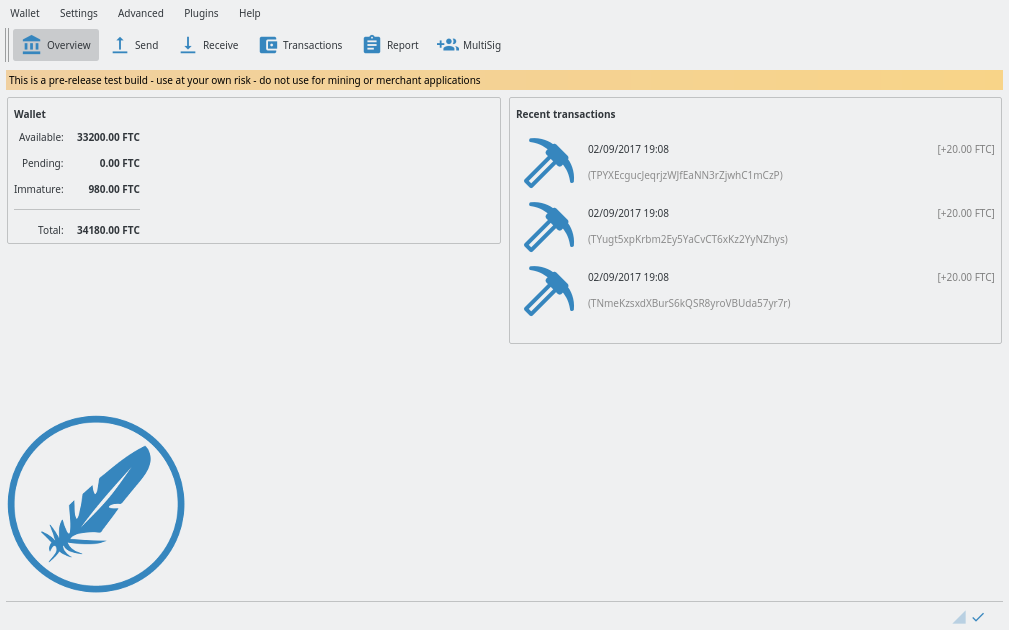 Wallet Settings Advanced Plugins Help
Overview Send Receive Transactions Report MultiSig
This is a pre-release test build - use at your own risk - do not use for mining or merchant applications
Wallet
Available: 33200.00 FTC
Pending: 0.00 FTC
Immature: 980.00 FTC
Total: 34180.00 FTC
Recent transactions
02/09/2017 19:08 [+20.00 FTC]
(TPYXEcgucJeqrjzWJfEaNN3rZjwhC1mCzP)
02/09/2017 19:08 [+20.00 FTC]
(TYugt5xpKrbm2Ey5YaCvCT6xKz2YyNZhys)
02/09/2017 19:08 [+20.00 FTC]
(TNmeKzsxdXBurS6kQSR8yroVBUda57yr7r)